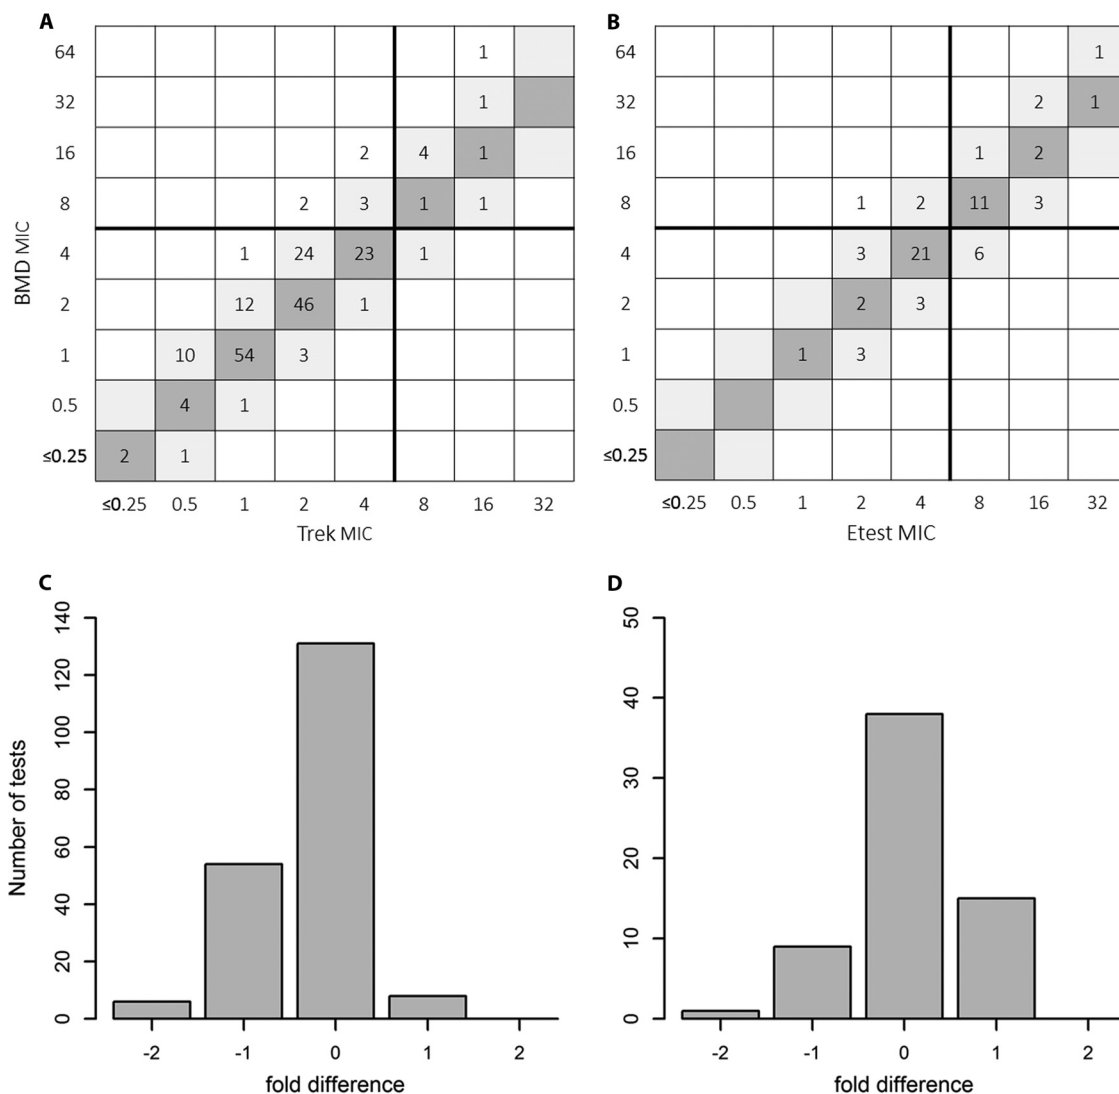 A B
64 1 64 1
32 1 32 2 1
16 2 4 1 16 1 2
8 2 3 1 1 8 1 2 11 3
4 1 24 23 1 4 3 21 6
2 12 46 1 2 2 3
1 10 54 3 1 1 3
0.5 4 1 0.5
≤0.25 2 1 ≤0.25
BMD MIC
≤0.25 0.5 1 2 4 8 16 32 ≤0.25 0.5 1 2 4 8 16 32
Trek MIC Etest MIC
C D
140
120
100
80
60
40
20
0
Number of tests
-2 -1 0 1 2
fold difference
50
40
30
20
10
0
-2 -1 0 1 2
fold difference